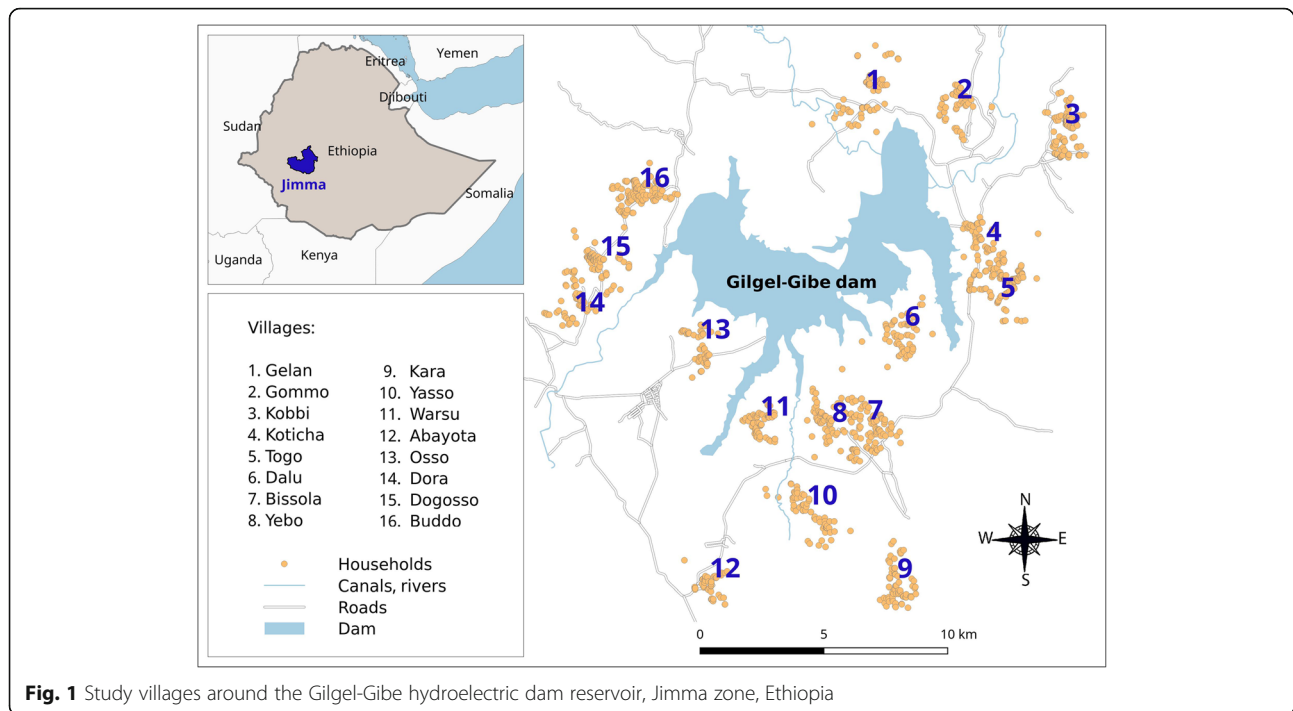 Eritrea
Yemen
Djibouti
Sudan
Ethiopia
Jimma
Somalia
Uganda
Kenya
Villages:
1. Gelan
2. Gommo
3. Kobbi
4. Koticha
5. Togo
6. Dalu
7. Bissola
8. Yebo
9. Kara
10. Yasso
11. Warsu
12. Abayota
13. Osso
14. Dora
15. Dogosso
16. Buddo
Households
Canals, rivers
Roads
Dam
1
2
3
16
4
15
Gilgel-Gibe dam
5
14
6
13
11
8
7
10
12
9
N
W
E
S
0
5
10 km
Fig. 1 Study villages around the Gilgel-Gibe hydroelectric dam reservoir, Jimma zone, Ethiopia